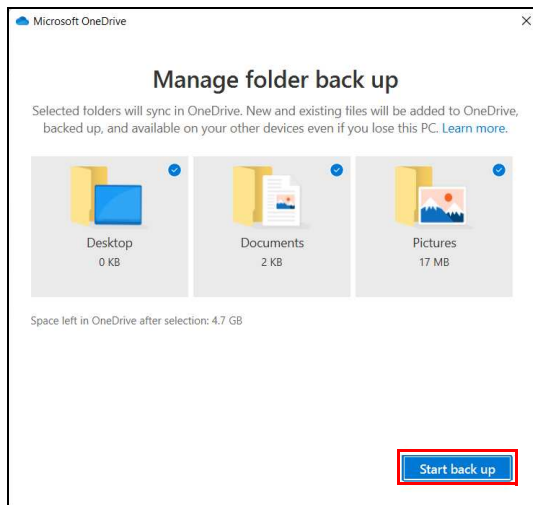 Microsoft OneDrive
Manage folder back up
Selected folders will sync in OneDrive. New and existing files will be added to OneDrive,
backed up, and available on your other devices even if you lose this PC. Learn more.
Desktop
0 KB
Documents
2 KB
Pictures
17 MB
Space left in OneDrive after selection: 4.7 GB
Start back up